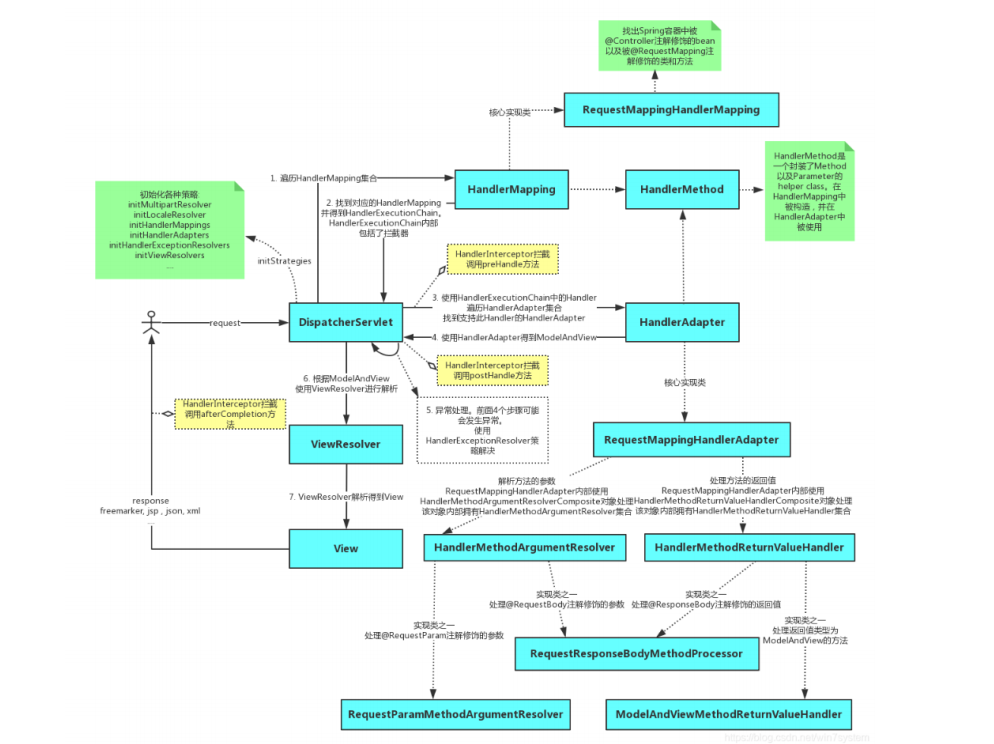 找出Spring容器中被
@Controller注解修饰的bean
以及被@RequestMapping注
解修饰的类和方法
核心实现类
RequestMappingHandlerMapping
1. 遍历HandlerMapping集合
HandlerMapping
HandlerMethod
HandlerMethod是
一个封装了Method
以及Parameter的
helper class。在
HandlerMapping中
被构造，并在
HandlerAdapter中
被使用
2. 找到对应的HandlerMapping
并得到HandlerExecutionChain。
HandlerExecutionChain内部
包括了拦截器
初始化各种策略:
initMultipartResolver
initLocaleResolver
initHandlerMappings
initHandlerAdapters
initHandlerExceptionResolvers
initViewResolvers
....
initStrategies
HandlerInterceptor拦截
调用preHandle方法
request
DispatcherServlet
3. 使用HandlerExecutionChain中的Handler
遍历HandlerAdapter集合
找到支持此Handler的HandlerAdapter
HandlerAdapter
4. 使用HandlerAdapter得到ModelAndView
HandlerInterceptor拦截
调用postHandle方法
6. 根据ModelAndView
使用ViewResolver进行解析
核心实现类
HandlerInterceptor拦截
调用afterCompletion方
法
5. 异常处理。前面4个步骤可能
会发生异常。
使用
HandlerExceptionResolver策
略解决
ViewResolver
RequestMappingHandlerAdapter
解析方法的参数
RequestMappingHandlerAdapter内部使用
HandlerMethodArgumentResolverComposite对象处理
该对象内部拥有HandlerMethodArgumentResolver集合
处理方法的返回值
RequestMappingHandlerAdapter内部使用
HandlerMethodReturnValueHandlerComposite对象处理
该对象内部拥有HandlerMethodReturnValueHandler集合
7. ViewResolver解析得到View
response
freemarker, jsp , json, xml
....
View
HandlerMethodArgumentResolver
HandlerMethodReturnValueHandler
实现类之一
处理@RequestBody注解修饰的参数
实现类之一
处理@ResponseBody注解修饰的返回值
实现类之一
处理@RequestParam注解修饰的参数
实现类之一
处理返回值类型为
ModelAndView的方法
RequestResponseBodyMethodProcessor
RequestParamMethodArgumentResolver
ModelAndViewMethodReturnValueHandler